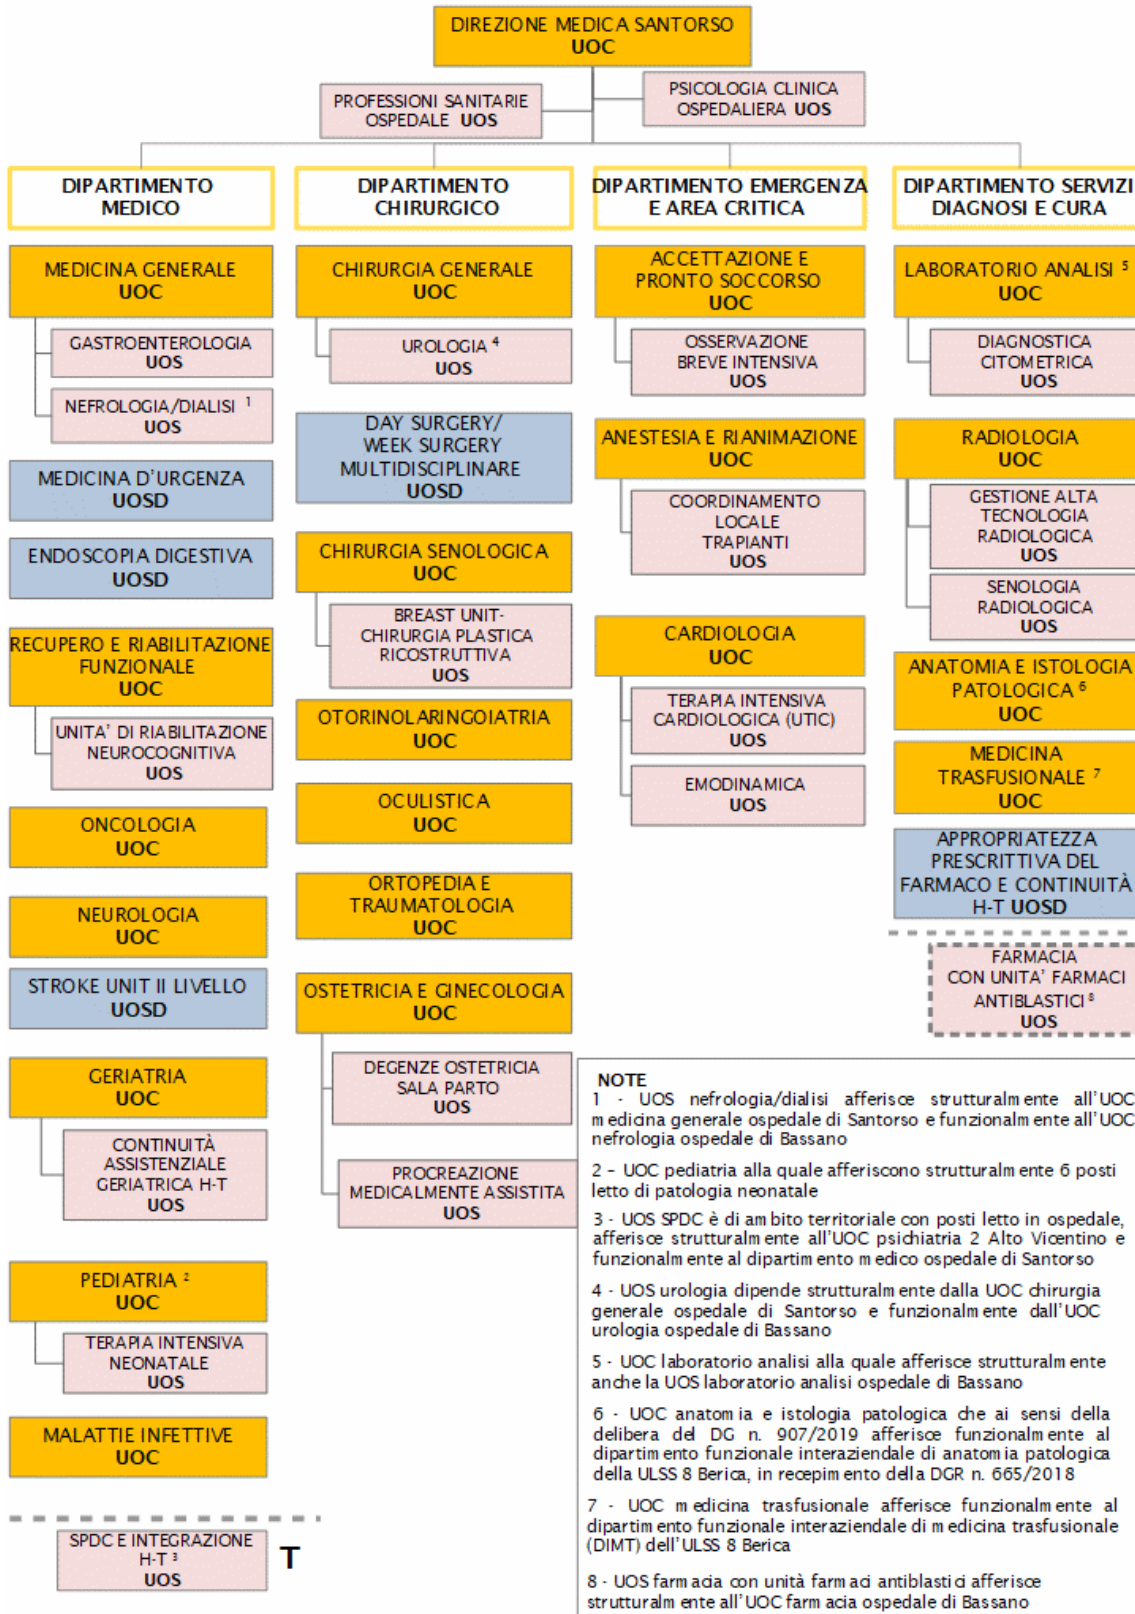 DIREZIONE MEDICA SANTORSO
UOC
PROFESSIONI SANITARIE
OSPEDALE UOS
PSICOLOGIA CLINICA
OSPEDALIERA UOS
DIPARTIMENTO
MEDICO
MEDICINA GENERALE
UOC
GASTROENTEROLOGIA
UOS
NEFROLOGIA/DIALISI 1
UOS
MEDICINA D'URGENZA
UOSD
ENDOSCOPIA DIGESTIVA
UOSD
RECUPERO E RIABILITAZIONE
FUNZIONALE
UOC
UNITA' DI RIABILITAZIONE
NEUROCOGNITIVA
UOS
ONCOLOGIA
UOC
NEUROLOGIA
UOC
STROKE UNIT II LIVELLO
UOSD
GERIATRIA
UOC
CONTINUITÀ
ASSISTENZIALE
GERIATRICA H-T
UOS
PEDIATRIA 2
UOC
TERAPIA INTENSIVA
NEONATALE
UOS
MALATTIE INFETTIVE
UOC
SPDC E INTEGRAZIONE
H-T 3
UOS
T
DIPARTIMENTO
CHIRURGICO
CHIRURGIA GENERALE
UOC
UROLOGIA 4
UOS
DAY SURGERY/
WEEK SURGERY
MULTIDISCIPLINARE
UOSD
CHIRURGIA SENOLOGICA
UOC
BREAST UNIT-
CHIRURGIA PLASTICA
RICOSTRUTTIVA
UOS
OTORINOLARINGOIATRIA
UOC
OCULISTICA
UOC
ORTOPEDIA E
TRAUMATOLOGIA
UOC
OSTETRICIA E GINECOLOGIA
UOC
DEGENZE OSTETRICIA
SALA PARTO
UOS
PROCREAZIONE
MEDICALMENTE ASSISTITA
UOS
DIPARTIMENTO EMERGENZA
E AREA CRITICA
ACCETTAZIONE E
PRONTO SOCCORSO
UOC
OSSERVAZIONE
BREVE INTENSIVA
UOS
ANESTESIA E RIANIMAZIONE
UOC
COORDINAMENTO
LOCALE
TRAPIANTI
UOS
CARDIOLOGIA
UOC
TERAPIA INTENSIVA
CARDIOLOGICA (UTIC)
UOS
EMODINAMICA
UOS
DIPARTIMENTO SERVIZI
DIAGNOSI E CURA
LABORATORIO ANALISI 5
UOC
DIAGNOSTICA
CITOMETRICA
UOS
RADIOLOGIA
UOC
GESTIONE ALTA
TECNOLOGIA
RADIOLOGICA
UOS
SENOLOGIA
RADIOLOGICA
UOS
ANATOMIA E ISTOLOGIA
PATOLOGICA 6
UOC
MEDICINA
TRASFUSIONALE 7
UOC
APPROPRIATEZZA
PRESCRITTIVA DEL
FARMACO E CONTINUITÀ
H-T UOSD
FARMACIA
CON UNITA' FARMACI
ANTIBLASTICI 8
UOS
NOTE
1 - UOS nefrologia/dialisi afferisce strutturalmente all'UOC
medicina generale ospedale di Santorso e funzionalmente all'UOC
nefrologia ospedale di Bassano
2 – UOC pediatria alla quale afferiscono strutturalmente 6 posti
letto di patologia neonatale
3 - UOS SPDC è di ambito territoriale con posti letto in ospedale,
afferisce strutturalmente all'UOC psichiatria 2 Alto Vicentino e
funzionalmente al dipartimento medico ospedale di Santorso
4 - UOS urologia dipende strutturalmente dalla UOC chirurgia
generale ospedale di Santorso e funzionalmente dall'UOC
urologia ospedale di Bassano
5 - UOC laboratorio analisi alla quale afferisce strutturalmente
anche la UOS laboratorio analisi ospedale di Bassano
6 - UOC anatomia e istologia patologica che ai sensi della
delibera del DG n. 907/2019 afferisce funzionalmente al
dipartimento funzionale interaziendale di anatomia patologica
della ULSS 8 Berica, in recepimento della DGR n. 665/2018
7 - UOC medicina trasfusionale afferisce funzionalmente al
dipartimento funzionale interaziendale di medicina trasfusionale
(DIMT) dell'ULSS 8 Berica
8 - UOS farmacia con unità farmaci antiblastici afferisce
strutturalmente all'UOC farmacia ospedale di Bassano